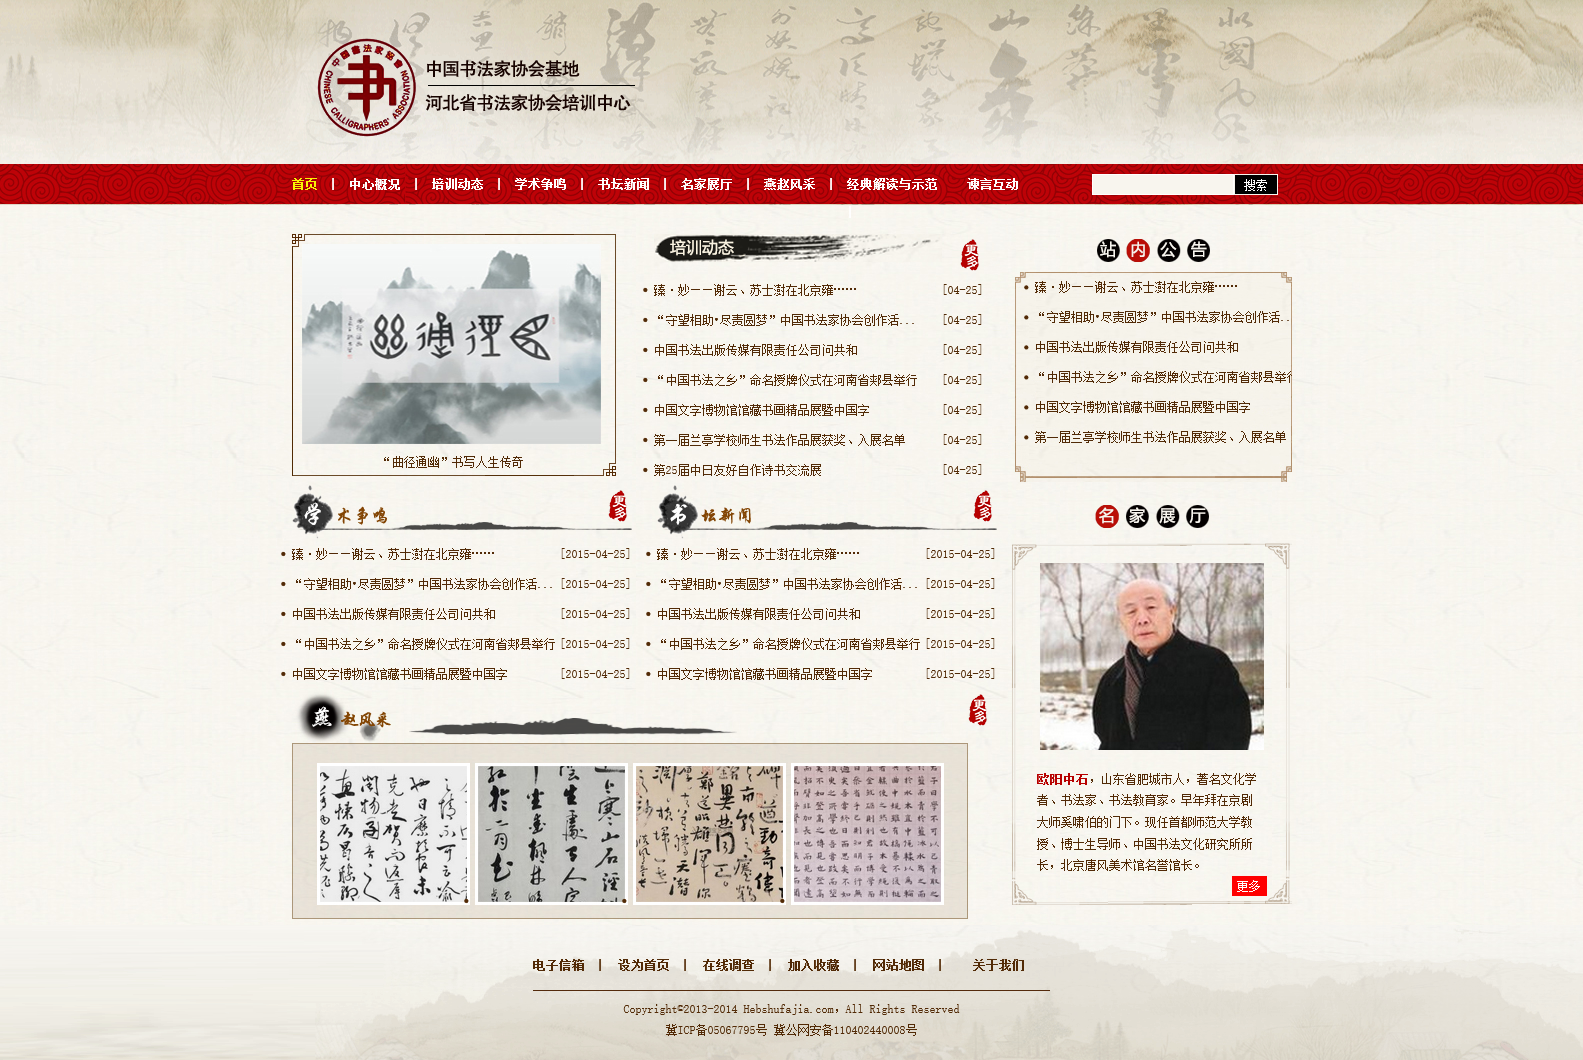 中国书法家协会
CHINESE CALLIGRAPHERS' ASSOCIATION
中国书法家协会基地
河北省书法家协会培训中心
首页 | 中心概况 | 培训动态 | 学术争鸣 | 书坛新闻 | 名家展厅 | 燕赵风采 | 经典解读与示范 谏言互动
搜索
“曲径通幽”书写人生传奇
培训动态
更多
臻·妙——谢云、苏士澍在北京雍…… [04-25]
“守望相助·尽责圆梦”中国书法家协会创作活... [04-25]
中国书法出版传媒有限责任公司问共和 [04-25]
“中国书法之乡”命名授牌仪式在河南省郏县举行 [04-25]
中国文字博物馆馆藏书画精品展暨中国字 [04-25]
第一届兰亭学校师生书法作品展获奖、入展名单 [04-25]
第25届中日友好自作诗书交流展 [04-25]
站内公告
臻·妙——谢云、苏士澍在北京雍……
“守望相助·尽责圆梦”中国书法家协会创作活..
中国书法出版传媒有限责任公司问共和
“中国书法之乡”命名授牌仪式在河南省郏县举行
中国文字博物馆馆藏书画精品展暨中国字
第一届兰亭学校师生书法作品展获奖、入展名单
学术争鸣
更多
臻·妙——谢云、苏士澍在北京雍…… [2015-04-25]
“守望相助·尽责圆梦”中国书法家协会创作活... [2015-04-25]
中国书法出版传媒有限责任公司问共和 [2015-04-25]
“中国书法之乡”命名授牌仪式在河南省郏县举行 [2015-04-25]
中国文字博物馆馆藏书画精品展暨中国字 [2015-04-25]
书坛新闻
更多
臻·妙——谢云、苏士澍在北京雍…… [2015-04-25]
“守望相助·尽责圆梦”中国书法家协会创作活... [2015-04-25]
中国书法出版传媒有限责任公司问共和 [2015-04-25]
“中国书法之乡”命名授牌仪式在河南省郏县举行 [2015-04-25]
中国文字博物馆馆藏书画精品展暨中国字 [2015-04-25]
名家展厅
欧阳中石，山东省肥城市人，著名文化学
者、书法家、书法教育家。早年拜在京剧
大师奚啸伯的门下。现任首都师范大学教
授、博士生导师、中国书法文化研究所所
长，北京唐风美术馆名誉馆长。
更多
燕赵风采
更多
电子信箱 | 设为首页 | 在线调查 | 加入收藏 | 网站地图 | 关于我们
Copyright©2013-2014 Hebshufajia.com，All Rights Reserved
冀ICP备05067795号 冀公网安备110402440008号